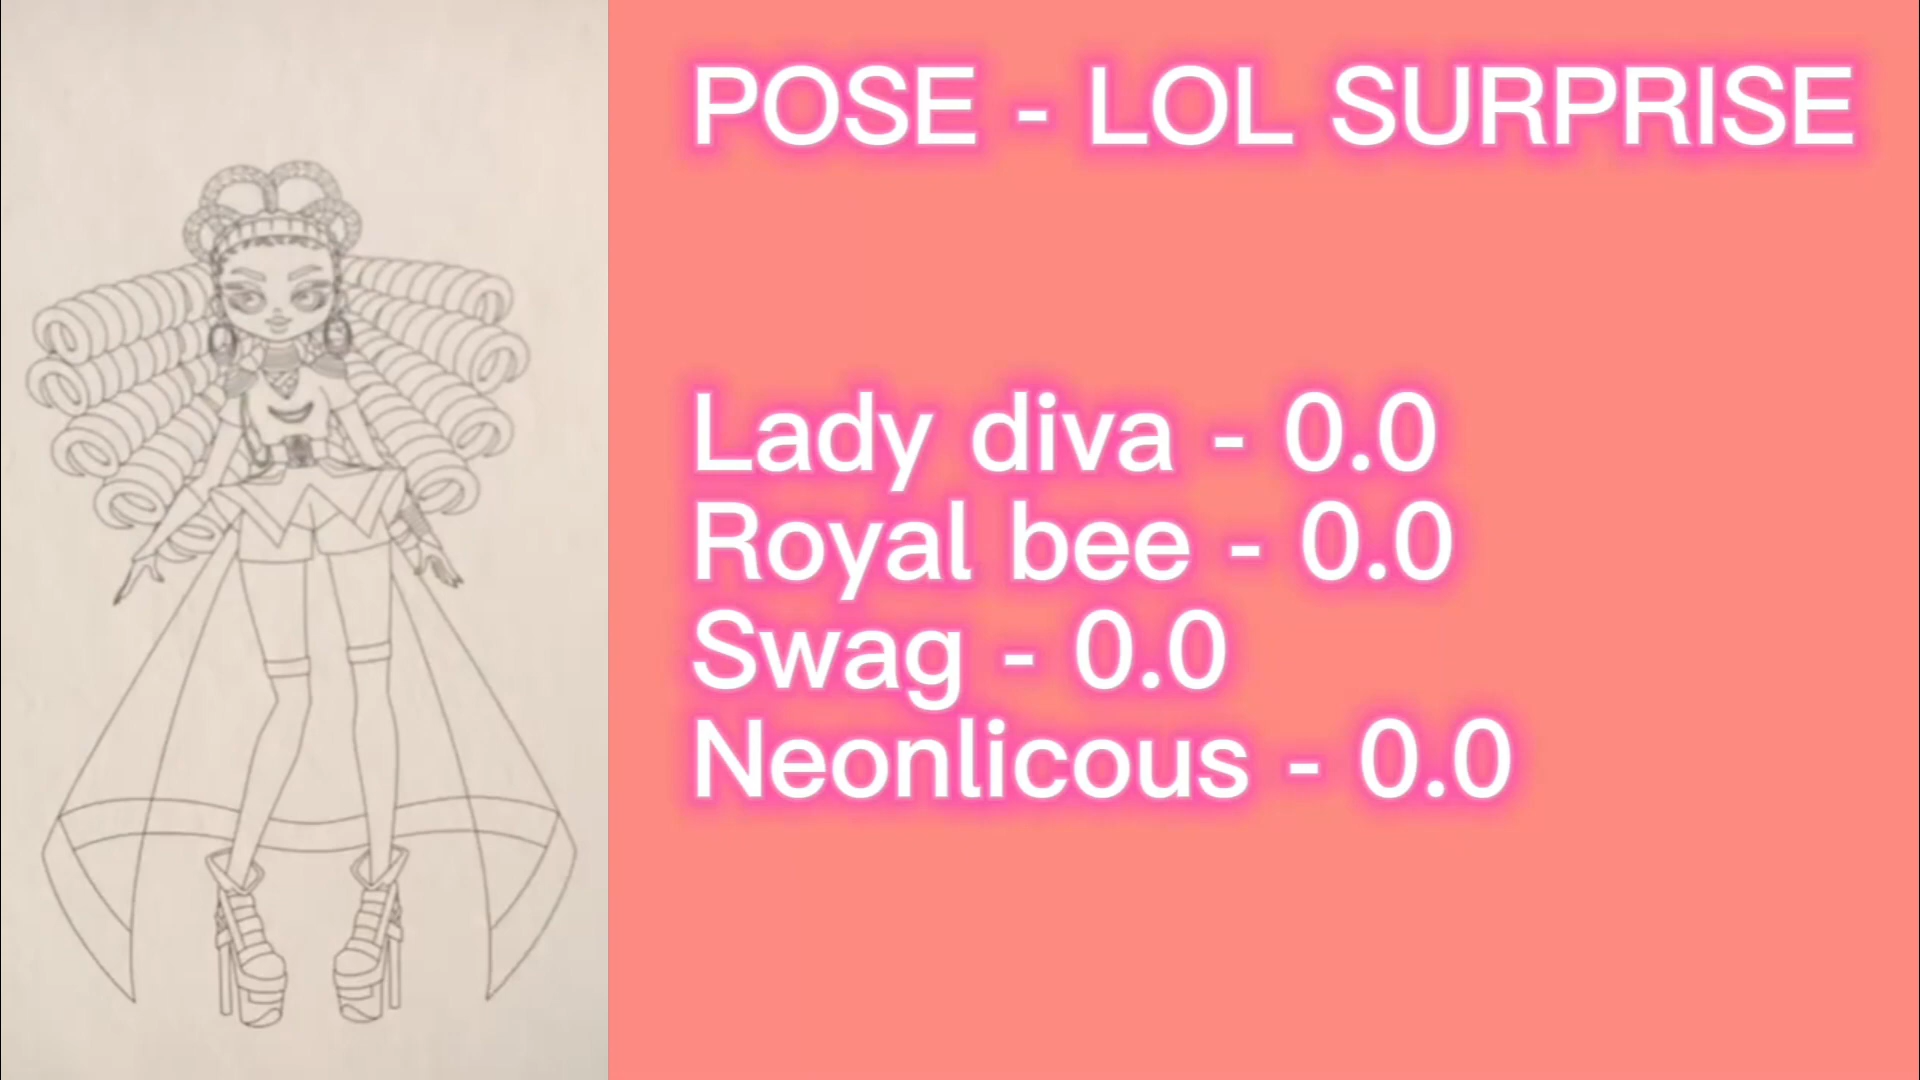 POSE - LOL SURPRISE
Lady diva - 0.0
Royal bee - 0.0
Swag - 0.0
Neonlicous - 0.0